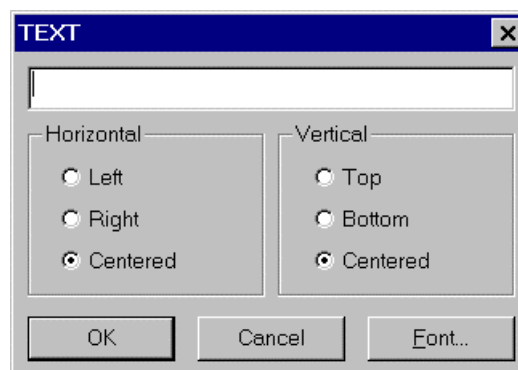 TEXT
Horizontal
Left
Right
Centered
Vertical
Top
Bottom
Centered
OK Cancel Font...